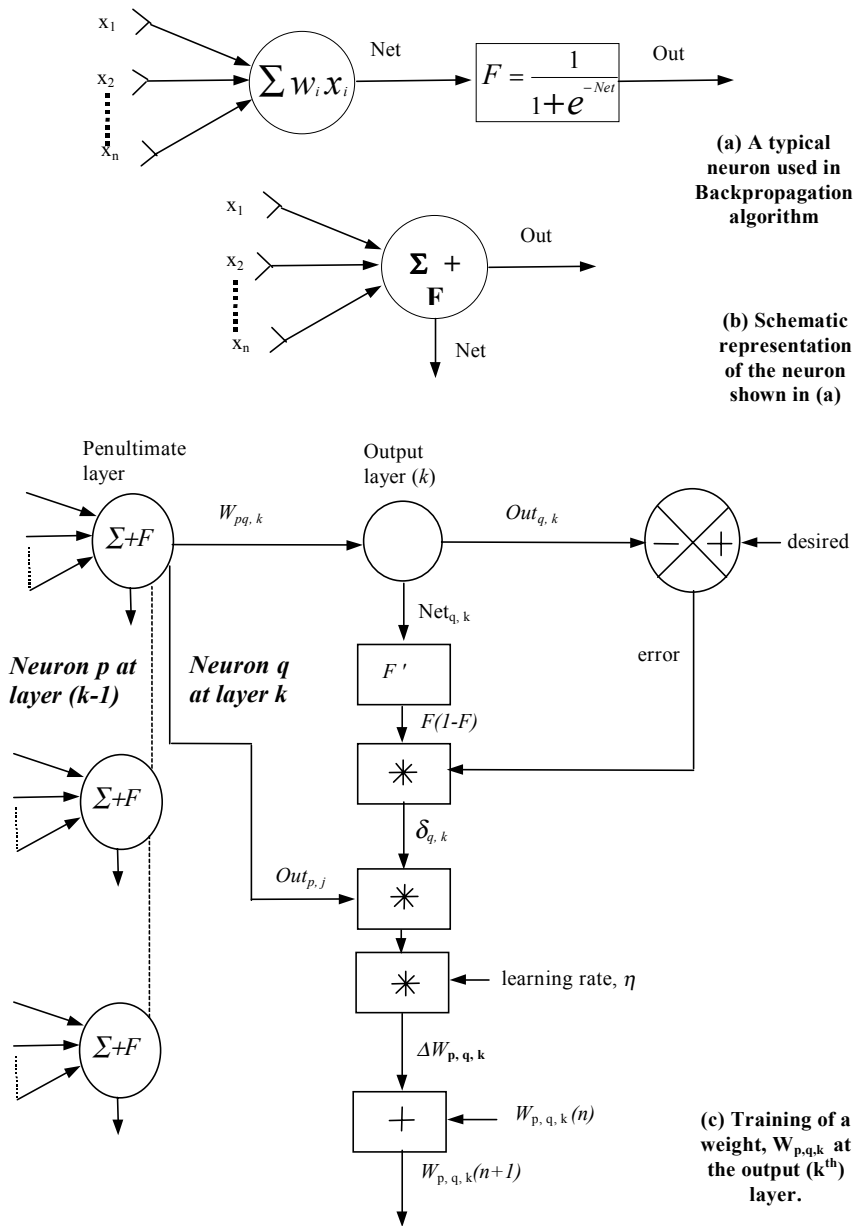 x1
x2
xn
∑ wi xi
Net
F = 1 / 1+e^-Net
Out
(a) A typical
neuron used in
Backpropagation
algorithm
x1
x2
xn
Σ +
F
Out
Net
(b) Schematic
representation
of the neuron
shown in (a)
Penultimate
layer
Output
layer (k)
Σ+F
Wpq, k
Outq, k
− +
desired
Netq, k
error
Neuron p at
layer (k-1)
Neuron q
at layer k
F '
F(1-F)
Σ+F
*
δq, k
Outp, j
*
*
learning rate, η
Σ+F
ΔWp, q, k
+
Wp, q, k (n)
Wp, q, k(n+1)
(c) Training of a
weight, Wp,q,k at
the output (kth)
layer.